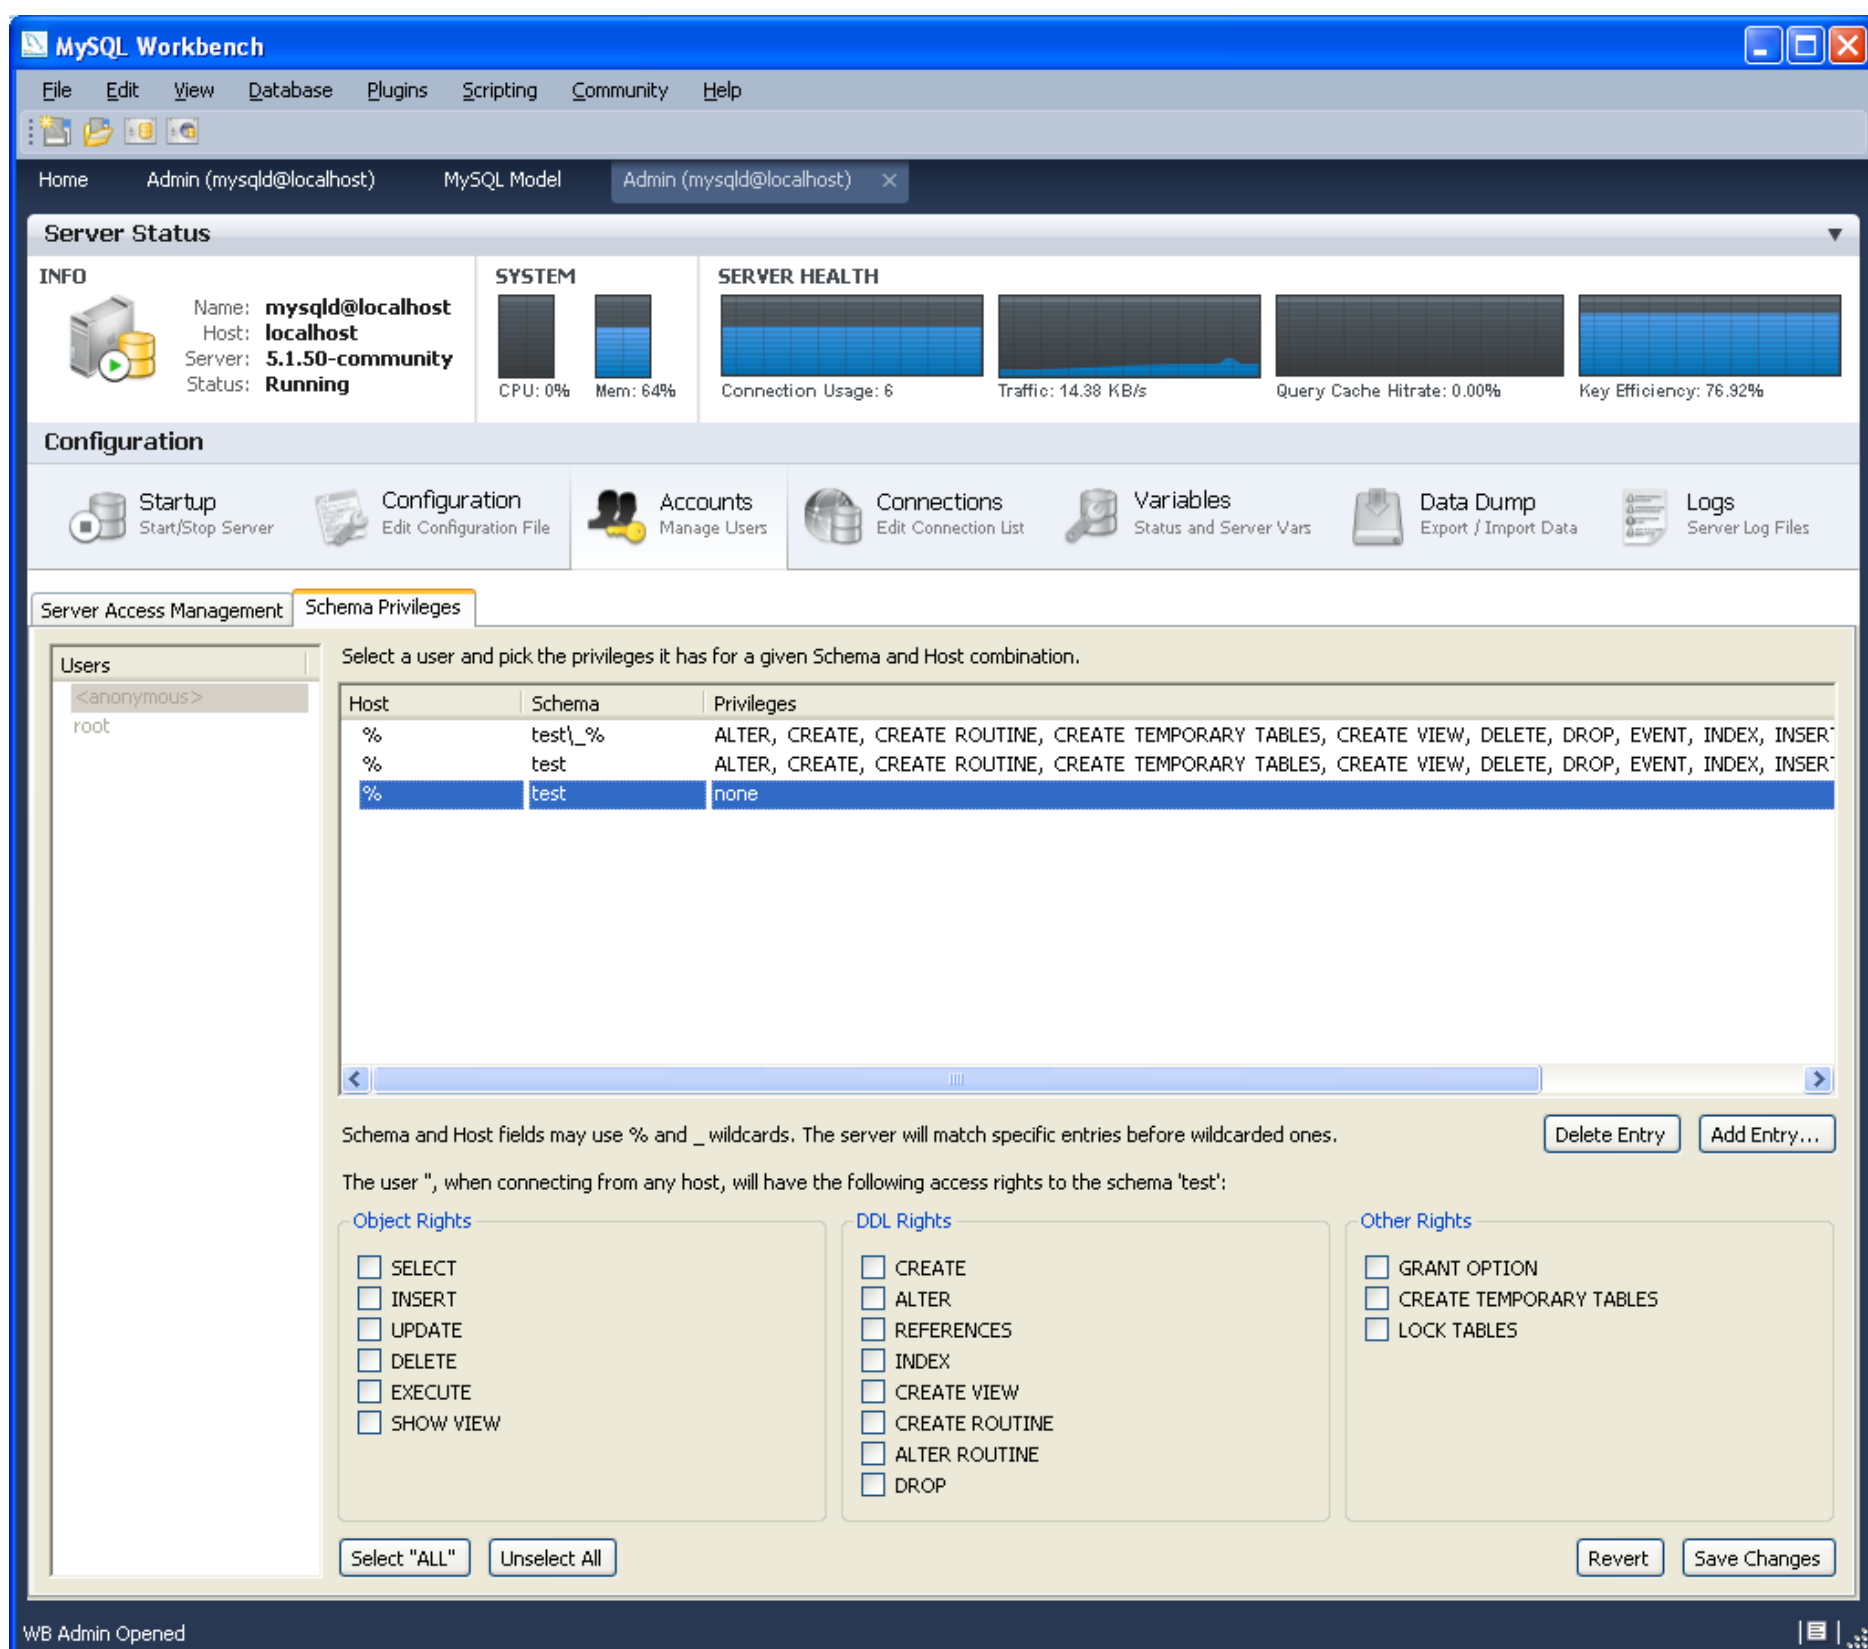 MySQL Workbench
File Edit View Database Plugins Scripting Community Help
Home Admin (mysqld@localhost) MySQL Model Admin (mysqld@localhost)
Server Status
INFO SYSTEM SERVER HEALTH
Name: mysqld@localhost
Host: localhost
Server: 5.1.50-community
Status: Running
CPU: 0% Mem: 64% Connection Usage: 6 Traffic: 14.38 KB/s Query Cache Hitrate: 0.00% Key Efficiency: 76.92%
Configuration
Startup Configuration Accounts Connections Variables Data Dump Logs
Start/Stop Server Edit Configuration File Manage Users Edit Connection List Status and Server Vars Export / Import Data Server Log Files
Server Access Management Schema Privileges
Users
<anonymous>
root
Select a user and pick the privileges it has for a given Schema and Host combination.
Host Schema Privileges
% test\_% ALTER, CREATE, CREATE ROUTINE, CREATE TEMPORARY TABLES, CREATE VIEW, DELETE, DROP, EVENT, INDEX, INSER
% test ALTER, CREATE, CREATE ROUTINE, CREATE TEMPORARY TABLES, CREATE VIEW, DELETE, DROP, EVENT, INDEX, INSER
% test none
Schema and Host fields may use % and _ wildcards. The server will match specific entries before wildcarded ones.
Delete Entry Add Entry...
The user '', when connecting from any host, will have the following access rights to the schema 'test':
Object Rights
SELECT
INSERT
UPDATE
DELETE
EXECUTE
SHOW VIEW
DDL Rights
CREATE
ALTER
REFERENCES
INDEX
CREATE VIEW
CREATE ROUTINE
ALTER ROUTINE
DROP
Other Rights
GRANT OPTION
CREATE TEMPORARY TABLES
LOCK TABLES
Select "ALL" Unselect All Revert Save Changes
WB Admin Opened